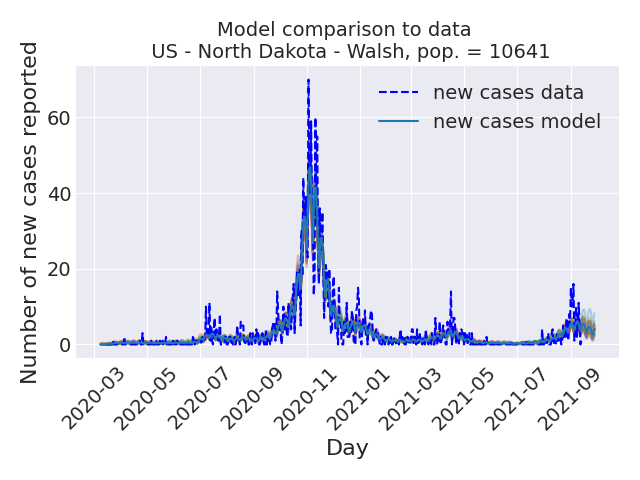 Model comparison to data
US - North Dakota - Walsh, pop. = 10641
Number of new cases reported
60
40
20
0
new cases data
new cases model
2020-03
2020-05
2020-07
2020-09
2020-11
2021-01
2021-03
2021-05
2021-07
2021-09
Day